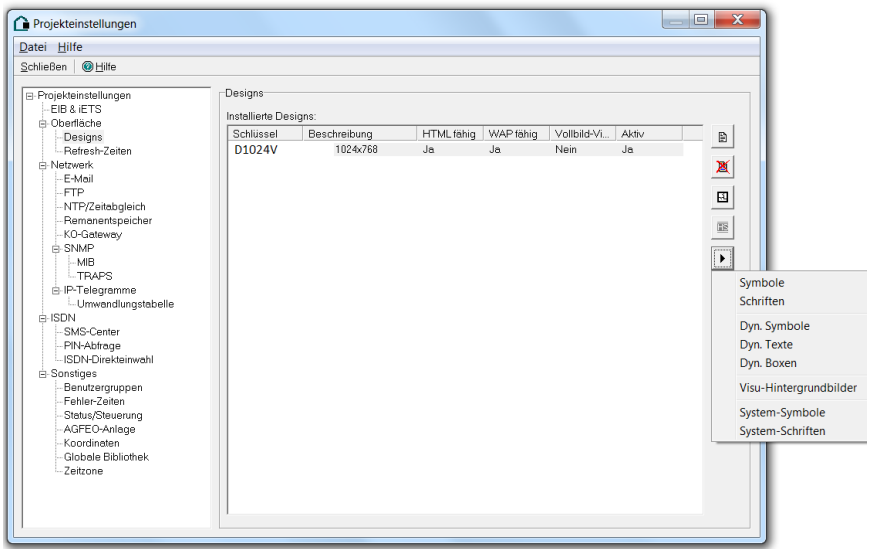 Projekteinstellungen
Datei Hilfe
Schließen Hilfe
Projekteinstellungen
EIB & iETS
Oberfläche
Designs
Refresh-Zeiten
Netzwerk
E-Mail
FTP
NTP/Zeitabgleich
Remanentspeicher
KO-Gateway
SNMP
MIB
TRAPS
IP-Telegramme
Umwandlungstabelle
ISDN
SMS-Center
PIN-Abfrage
ISDN-Direkteinwahl
Sonstiges
Benutzergruppen
Fehler-Zeiten
Status/Steuerung
AGFEO-Anlage
Koordinaten
Globale Bibliothek
Zeitzone
Designs
Installierte Designs:
Schlüssel Beschreibung HTML fähig WAP fähig Vollbild-Vi... Aktiv
D1024V 1024x768 Ja Ja Nein Ja
Symbole
Schriften
Dyn. Symbole
Dyn. Texte
Dyn. Boxen
Visu-Hintergrundbilder
System-Symbole
System-Schriften